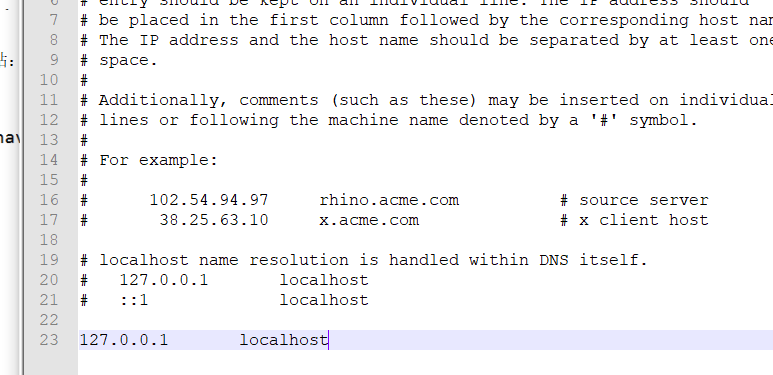 6 # entry should be kept on an individual line. The IP address should
7 # be placed in the first column followed by the corresponding host
8 # The IP address and the host name should be separated by at least one
9 # space.
10 #
11 # Additionally, comments (such as these) may be inserted on individual
12 # lines or following the machine name denoted by a '#' symbol.
13 #
14 # For example:
15 #
16 # 102.54.94.97 rhino.acme.com # source server
17 # 38.25.63.10 x.acme.com # x client host
18
19 # localhost name resolution is handled within DNS itself.
20 # 127.0.0.1 localhost
21 # ::1 localhost
22
23 127.0.0.1 localhost